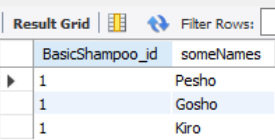 Result Grid Filter Rows:
BasicShampoo_id someNames
1 Pesho
1 Gosho
1 Kiro